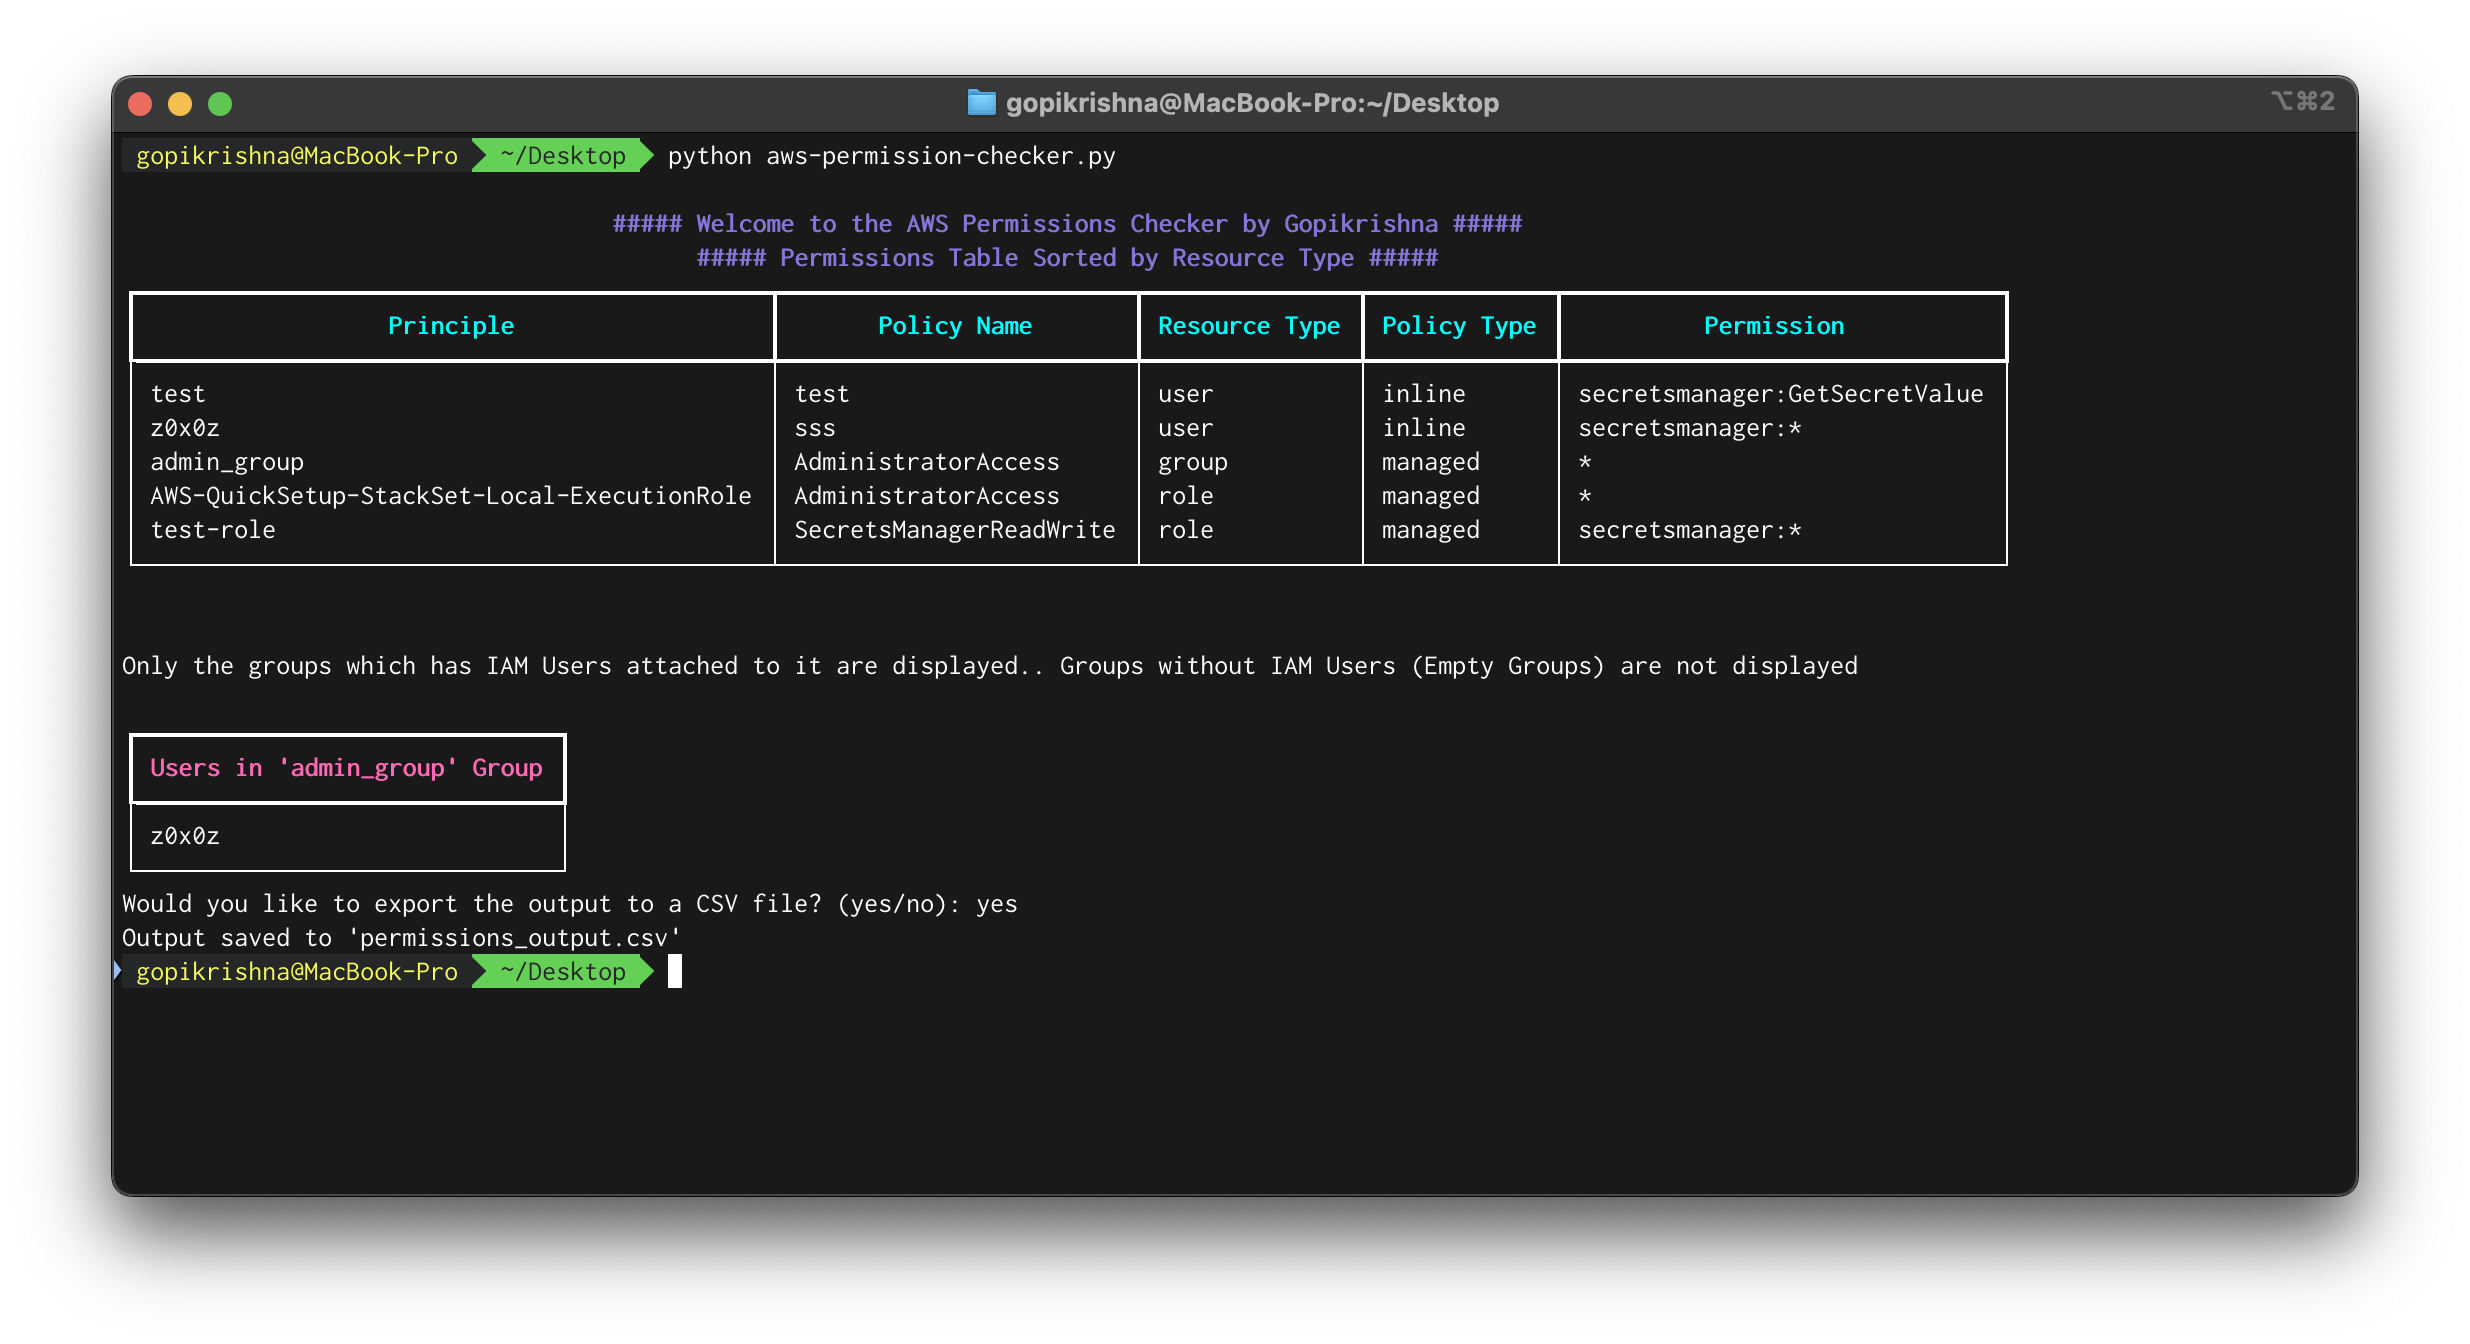 gopikrishna@MacBook-Pro:~/Desktop ⌥⌘2
gopikrishna@MacBook-Pro ~/Desktop python aws-permission-checker.py
##### Welcome to the AWS Permissions Checker by Gopikrishna #####
##### Permissions Table Sorted by Resource Type #####
Principle Policy Name Resource Type Policy Type Permission
test test user inline secretsmanager:GetSecretValue
z0x0z sss user inline secretsmanager:*
admin_group AdministratorAccess group managed *
AWS-QuickSetup-StackSet-Local-ExecutionRole AdministratorAccess role managed *
test-role SecretsManagerReadWrite role managed secretsmanager:*
Only the groups which has IAM Users attached to it are displayed.. Groups without IAM Users (Empty Groups) are not displayed
Users in 'admin_group' Group
z0x0z
Would you like to export the output to a CSV file? (yes/no): yes
Output saved to 'permissions_output.csv'
gopikrishna@MacBook-Pro ~/Desktop